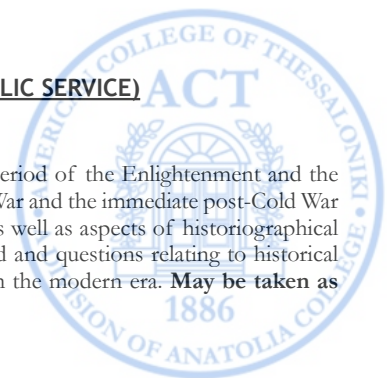 LIC SERVICE)
eriod of the Enlightenment and the
War and the immediate post-Cold War
s well as aspects of historiographical
d and questions relating to historical
n the modern era. May be taken as
AMERICAN COLLEGE OF THESSALONIKI
ACT
1886
DIVISION OF ANATOLIA COLLEGE